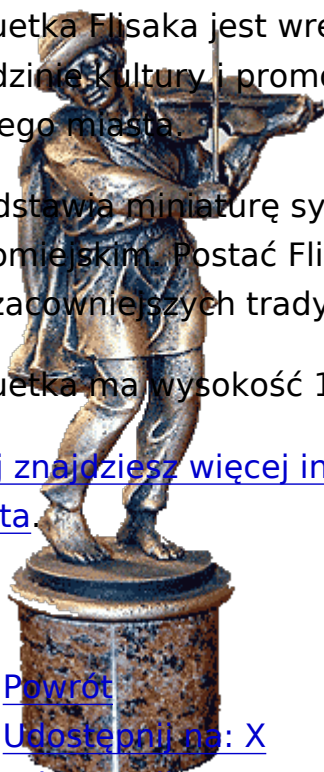 uetka Flisaka jest wrę
dzinie kultury i promo
ego miasta.
dstawia miniaturę sy
omiejskim. Postać Fli
zacowniejszych trady
uetka ma wysokość 1
j znajdziesz więcej in
ta.
Powrót
Udostępnij na: X